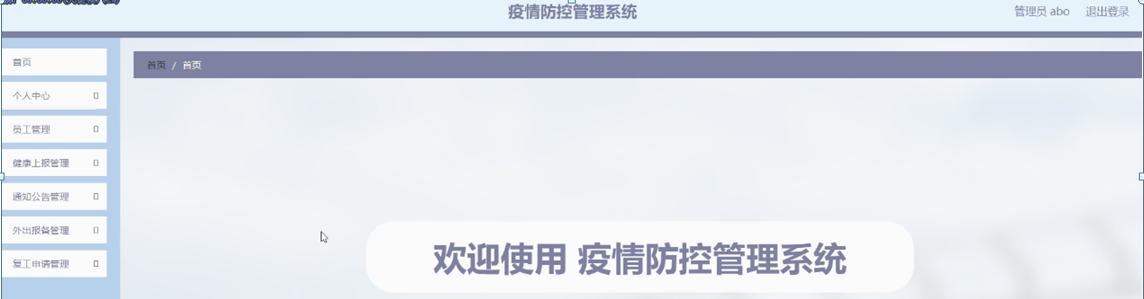 疫情防控管理系统
管理员 abo 退出登录
首页
首页 / 首页
个人中心
员工管理
健康上报管理
通知公告管理
外出报备管理
复工申请管理
欢迎使用 疫情防控管理系统